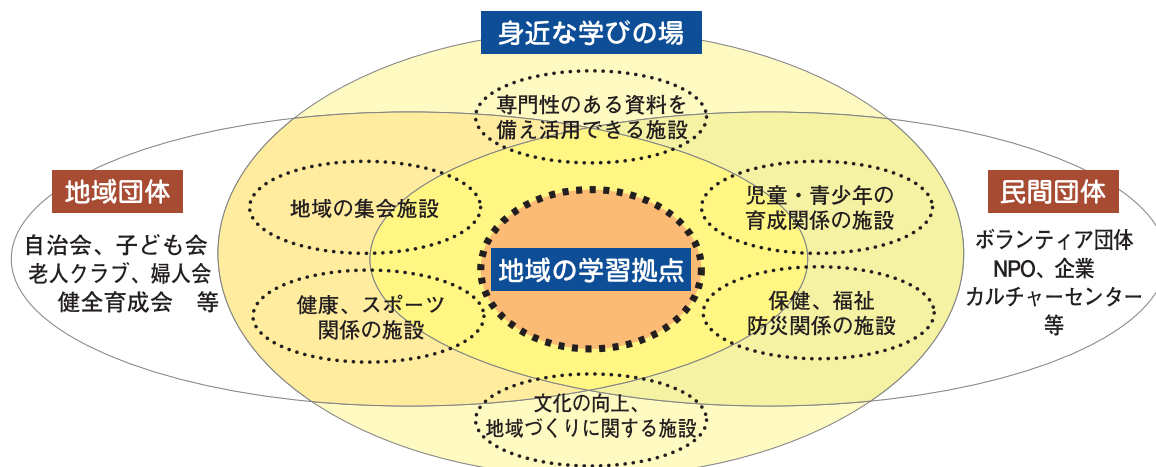 身近な学びの場
専門性のある資料を
備え活用できる施設
地域団体
自治会、子ども会
老人クラブ、婦人会
健全育成会　等
地域の集会施設
健康、スポーツ
関係の施設
地域の学習拠点
児童・青少年の
育成関係の施設
保健、福祉
防災関係の施設
民間団体
ボランティア団体
NPO、企業
カルチャーセンター
等
文化の向上、
地域づくりに関する施設